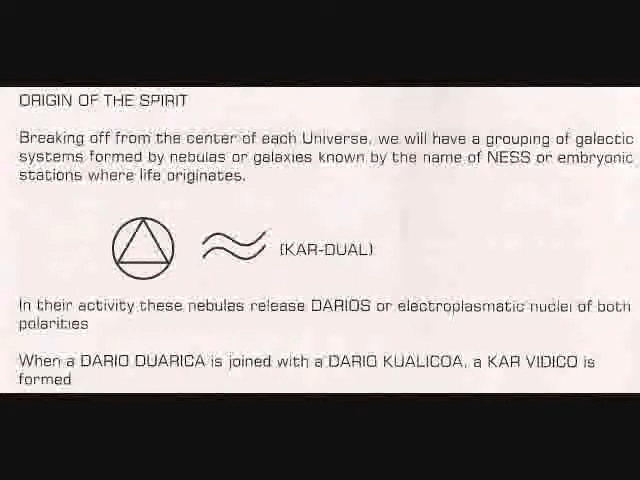 ORIGIN OF THE SPIRIT
Breaking off from the center of each Universe, we will have a grouping of galactic
systems formed by nebulas or galaxies known by the name of NESS or embryonic
stations where life originates.
(KAR-DUAL)
In their activity these nebulas release DARIOS or electroplasmatic nuclei of both
polarities
When a DARIO DUARICA is joined with a DARIO KUALICOA, a KAR VIDICO is
formed